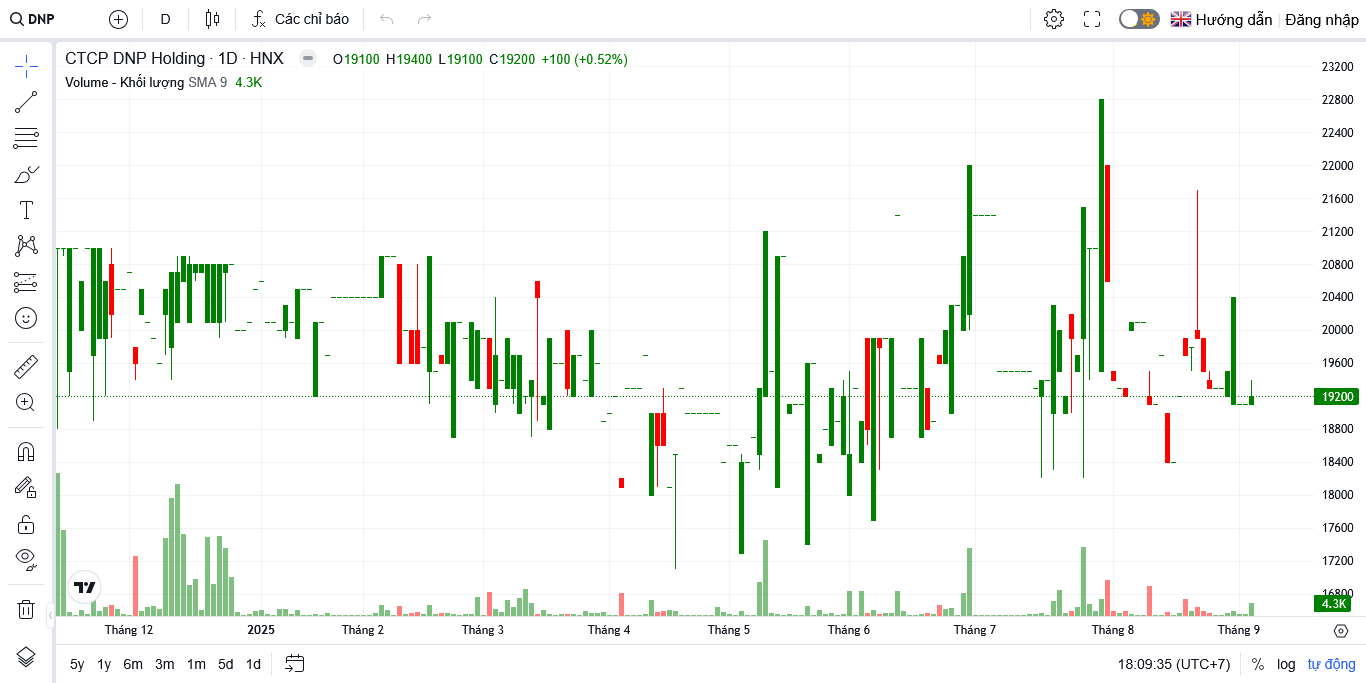 DNP D Các chỉ báo Hướng dẫn Đăng nhập
CTCP DNP Holding · 1D · HNX O19100 H19400 L19100 C19200 +100 (+0.52%)
Volume - Khối lượng SMA 9 4.3K
23200
22800
22400
22000
21600
21200
20800
20400
20000
19600
19200
18800
18400
18000
17600
17200
16800
4.3K
Tháng 12 2025 Tháng 2 Tháng 3 Tháng 4 Tháng 5 Tháng 6 Tháng 7 Tháng 8 Tháng 9
5y 1y 6m 3m 1m 5d 1d 18:09:35 (UTC+7) % log tự động